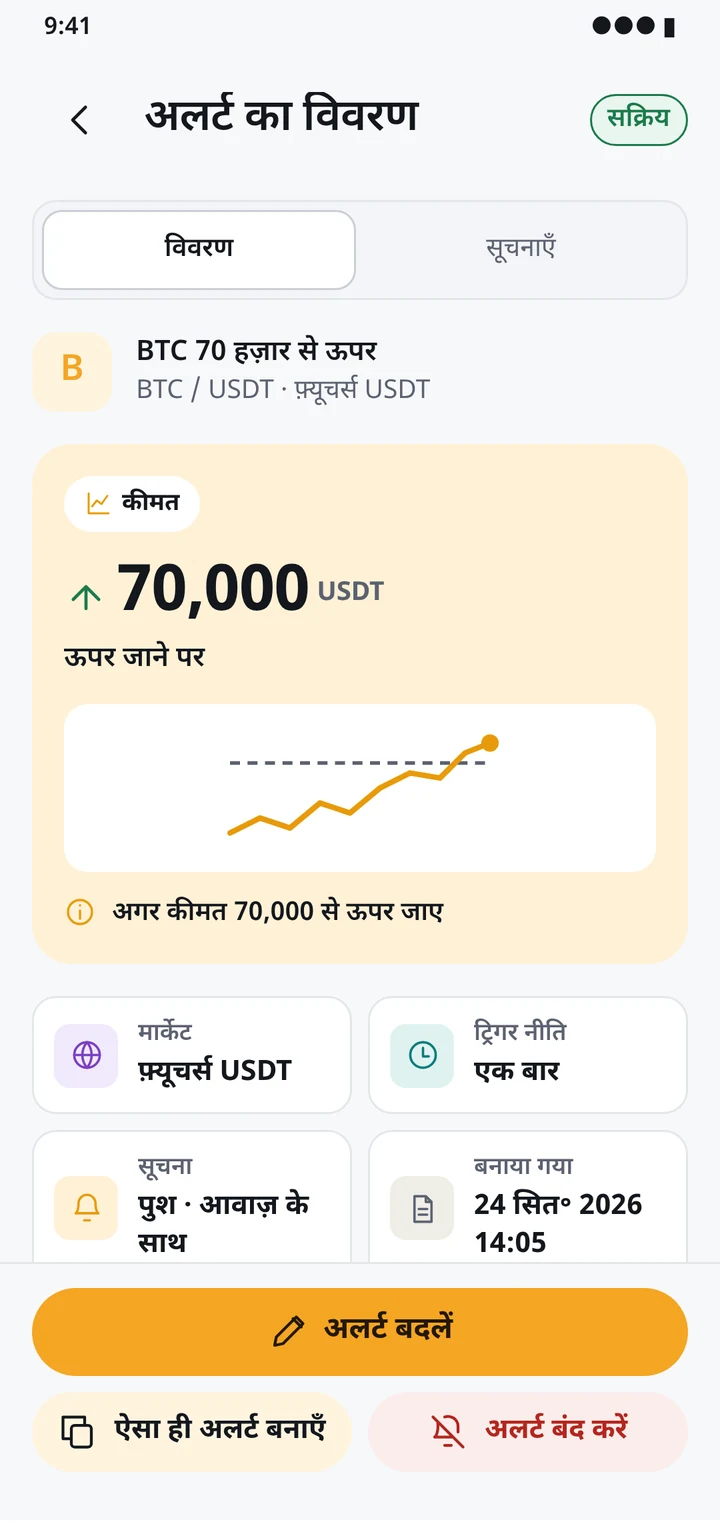 9:41
अलर्ट का विवरण
सक्रिय
विवरण
सूचनाएँ
B
BTC 70 हज़ार से ऊपर
BTC / USDT · फ़्यूचर्स USDT
कीमत
70,000 USDT
ऊपर जाने पर
अगर कीमत 70,000 से ऊपर जाए
मार्केट
फ़्यूचर्स USDT
ट्रिगर नीति
एक बार
सूचना
पुश · आवाज़ के
साथ
बनाया गया
24 सित॰ 2026
14:05
अलर्ट बदलें
ऐसा ही अलर्ट बनाएँ
अलर्ट बंद करें